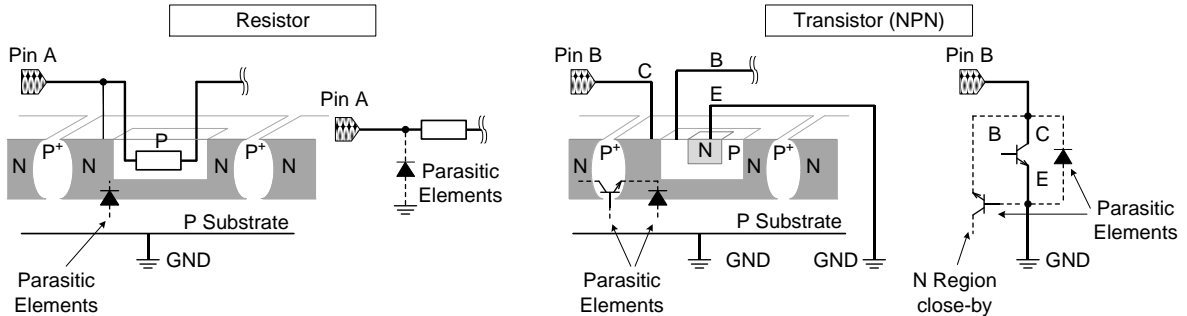 Resistor
Transistor (NPN)
Pin A
Pin A
N
P+
N
P
N
P+
N
Parasitic
Elements
P Substrate
GND
Parasitic
Elements
Pin B
C
B
E
N
P+
N
N
P
N
P+
N
P Substrate
GND
GND
Parasitic
Elements
Pin B
B
C
E
Parasitic
Elements
GND
N Region
close-by